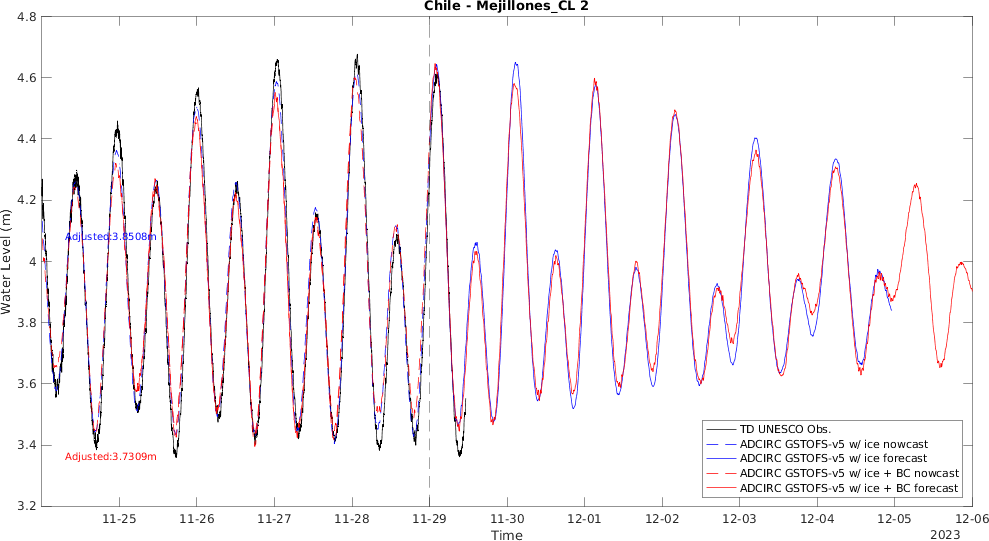 Chile - Mejillones_CL 2
4.8
4.6
4.4
4.2
4
3.8
3.6
3.4
3.2
Water Level (m)
Adjusted:3.8508m
Adjusted:3.7309m
TD UNESCO Obs.
ADCIRC GSTOFS-v5 w/ ice nowcast
ADCIRC GSTOFS-v5 w/ ice forecast
ADCIRC GSTOFS-v5 w/ ice + BC nowcast
ADCIRC GSTOFS-v5 w/ ice + BC forecast
11-25 11-26 11-27 11-28 11-29 11-30 12-01 12-02 12-03 12-04 12-05 12-06
Time
2023